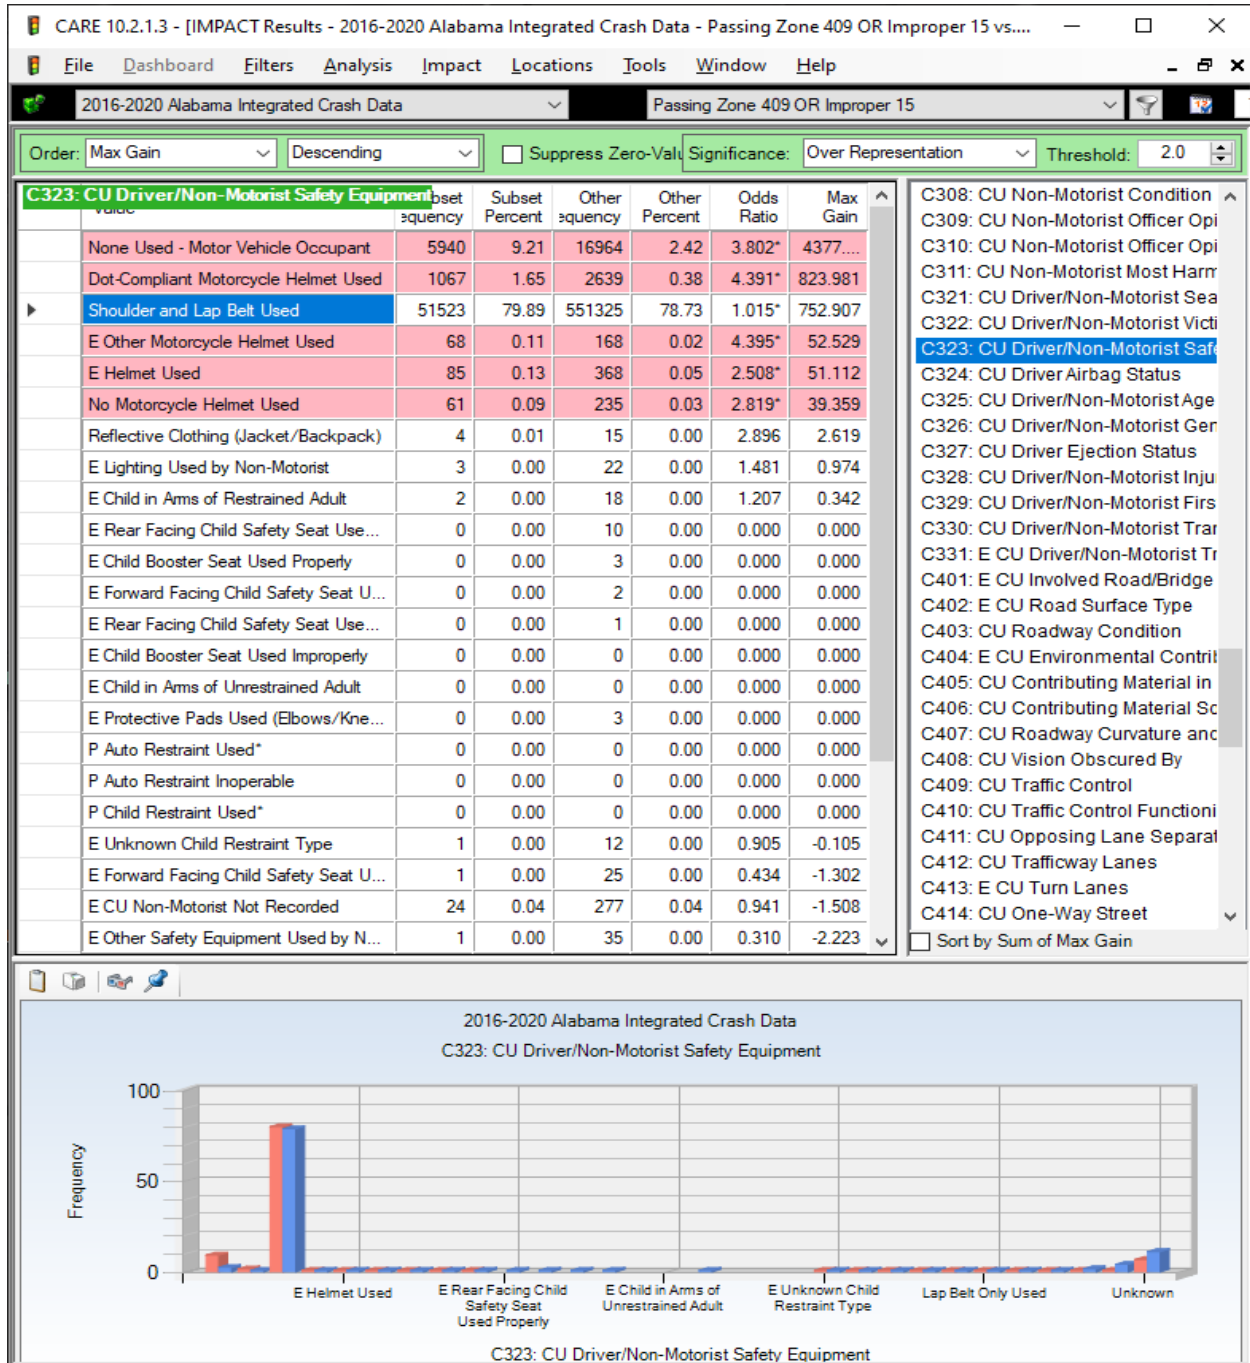 CARE 10.2.1.3 - [IMPACT Results - 2016-2020 Alabama Integrated Crash Data - Passing Zone 409 OR Improper 15 vs....
File Dashboard Filters Analysis Impact Locations Tools Window Help
2016-2020 Alabama Integrated Crash Data Passing Zone 409 OR Improper 15
Order: Max Gain Descending Suppress Zero-Valu Significance: Over Representation Threshold: 2.0
C323: CU Driver/Non-Motorist Safety Equipment
Subset Other Other Odds Max
equency Percent equency Percent Ratio Gain
None Used - Motor Vehicle Occupant 5940 9.21 16964 2.42 3.802* 4377....
Dot-Compliant Motorcycle Helmet Used 1067 1.65 2639 0.38 4.391* 823.981
Shoulder and Lap Belt Used 51523 79.89 551325 78.73 1.015* 752.907
E Other Motorcycle Helmet Used 68 0.11 168 0.02 4.395* 52.529
E Helmet Used 85 0.13 368 0.05 2.508* 51.112
No Motorcycle Helmet Used 61 0.09 235 0.03 2.819* 39.359
Reflective Clothing (Jacket/Backpack) 4 0.01 15 0.00 2.896 2.619
E Lighting Used by Non-Motorist 3 0.00 22 0.00 1.481 0.974
E Child in Arms of Restrained Adult 2 0.00 18 0.00 1.207 0.342
E Rear Facing Child Safety Seat Use... 0 0.00 10 0.00 0.000 0.000
E Child Booster Seat Used Properly 0 0.00 3 0.00 0.000 0.000
E Forward Facing Child Safety Seat U... 0 0.00 2 0.00 0.000 0.000
E Rear Facing Child Safety Seat Use... 0 0.00 1 0.00 0.000 0.000
E Child Booster Seat Used Improperly 0 0.00 0 0.00 0.000 0.000
E Child in Arms of Unrestrained Adult 0 0.00 0 0.00 0.000 0.000
E Protective Pads Used (Elbows/Kne... 0 0.00 3 0.00 0.000 0.000
P Auto Restraint Used* 0 0.00 0 0.00 0.000 0.000
P Auto Restraint Inoperable 0 0.00 0 0.00 0.000 0.000
P Child Restraint Used* 0 0.00 0 0.00 0.000 0.000
E Unknown Child Restraint Type 1 0.00 12 0.00 0.905 -0.105
E Forward Facing Child Safety Seat U... 1 0.00 25 0.00 0.434 -1.302
E CU Non-Motorist Not Recorded 24 0.04 277 0.04 0.941 -1.508
E Other Safety Equipment Used by N... 1 0.00 35 0.00 0.310 -2.223
C308: CU Non-Motorist Condition
C309: CU Non-Motorist Officer Opi
C310: CU Non-Motorist Officer Opi
C311: CU Non-Motorist Most Harm
C321: CU Driver/Non-Motorist Sea
C322: CU Driver/Non-Motorist Victi
C323: CU Driver/Non-Motorist Safe
C324: CU Driver Airbag Status
C325: CU Driver/Non-Motorist Age
C326: CU Driver/Non-Motorist Gen
C327: CU Driver Ejection Status
C328: CU Driver/Non-Motorist Inju
C329: CU Driver/Non-Motorist Firs
C330: CU Driver/Non-Motorist Tran
C331: E CU Driver/Non-Motorist Tr
C401: E CU Involved Road/Bridge
C402: E CU Road Surface Type
C403: CU Roadway Condition
C404: E CU Environmental Contrib
C405: CU Contributing Material in
C406: CU Contributing Material So
C407: CU Roadway Curvature and
C408: CU Vision Obscured By
C409: CU Traffic Control
C410: CU Traffic Control Functioni
C411: CU Opposing Lane Separat
C412: CU Trafficway Lanes
C413: E CU Turn Lanes
C414: CU One-Way Street
Sort by Sum of Max Gain
2016-2020 Alabama Integrated Crash Data
C323: CU Driver/Non-Motorist Safety Equipment
100
50
0
Frequency
E Helmet Used
E Rear Facing Child
Safety Seat
Used Properly
E Child in Arms of
Unrestrained Adult
E Unknown Child
Restraint Type
Lap Belt Only Used
Unknown
C323: CU Driver/Non-Motorist Safety Equipment